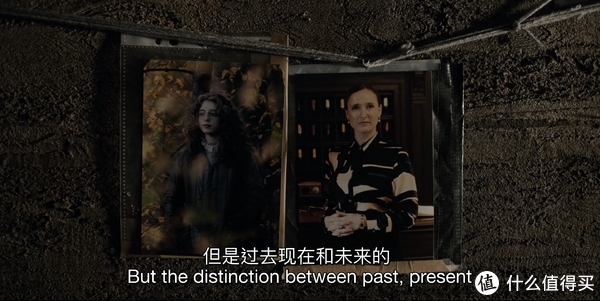 但是过去现在和未来的
But the distinction between past, present
值 什么值得买